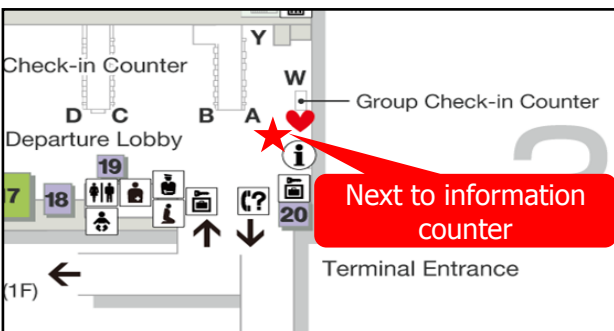 Y
Check-in Counter
W
Group Check-in Counter
D C B A
Departure Lobby
i
19
17
18
(?
20
Next to information
counter
Terminal Entrance
(1F)